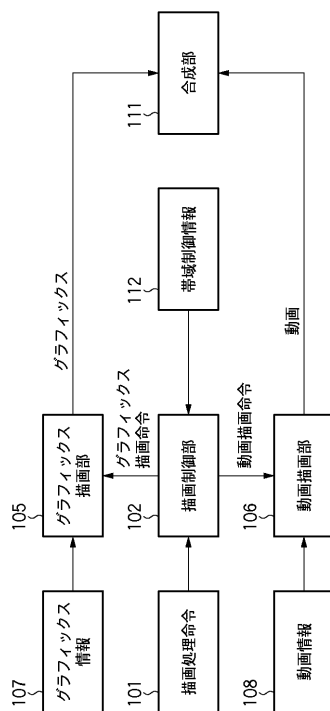 107
グラフィックス
情報
105
グラフィックス
描画部
グラフィックス
111
合成部
グラフィックス
描画命令
101
描画処理命令
102
描画制御部
112
帯域制御情報
動画描画命令
108
動画情報
106
動画描画部
動画